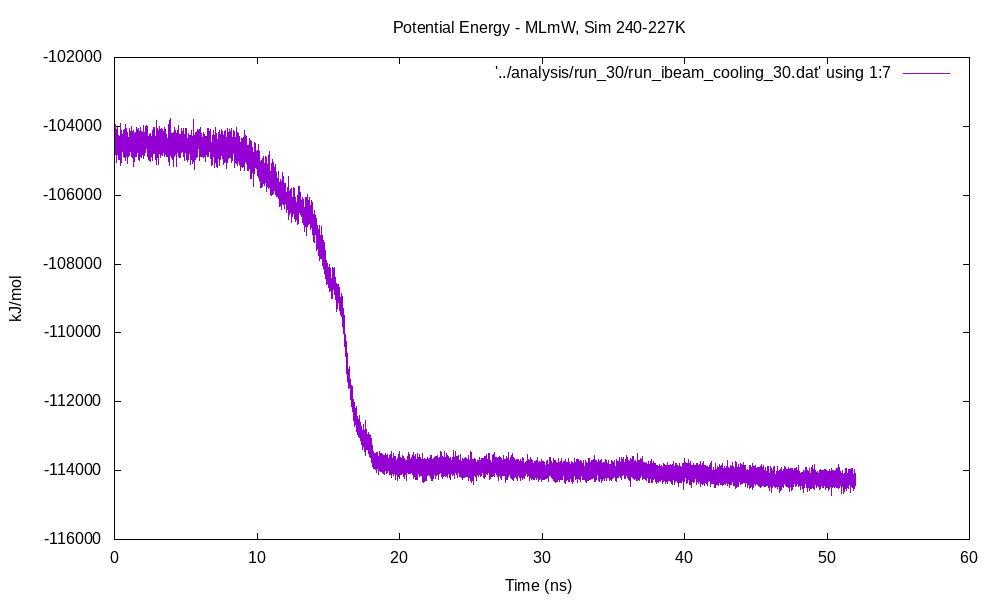 Potential Energy - MLmW, Sim 240-227K
'../analysis/run_30/run_ibeam_cooling_30.dat' using 1:7
-102000
-104000
-106000
-108000
-110000
-112000
-114000
-116000
kJ/mol
0 10 20 30 40 50 60
Time (ns)